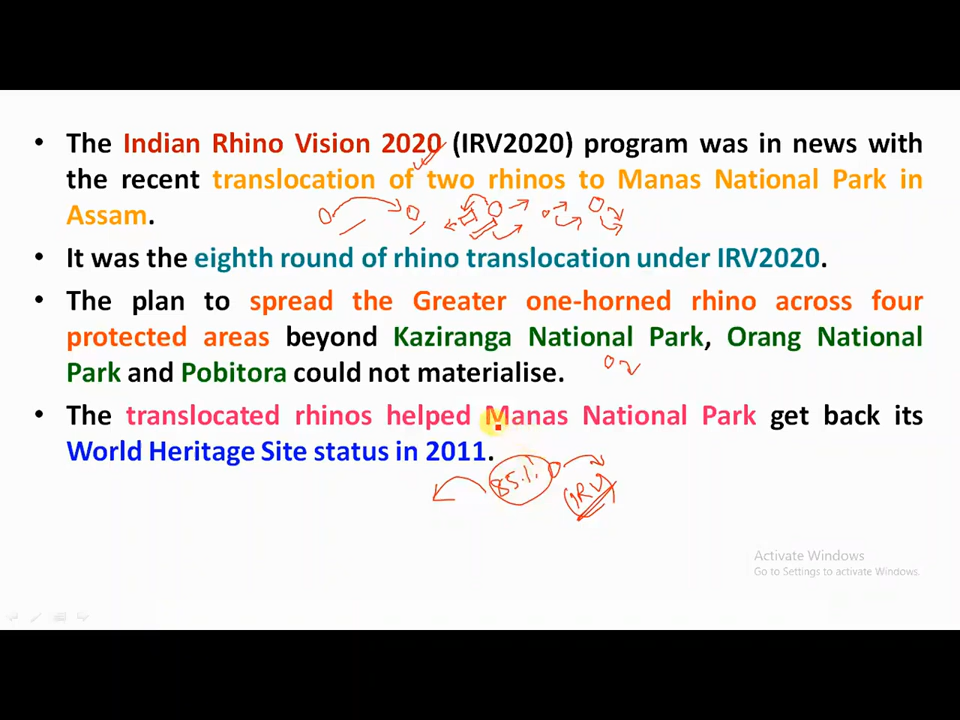 • The Indian Rhino Vision 2020 (IRV2020) program was in news with
the recent translocation of two rhinos to Manas National Park in
Assam.
• It was the eighth round of rhino translocation under IRV2020.
• The plan to spread the Greater one-horned rhino across four
protected areas beyond Kaziranga National Park, Orang National
Park and Pobitora could not materialise.
• The translocated rhinos helped Manas National Park get back its
World Heritage Site status in 2011.
85% IRV
Activate Windows
Go to Settings to activate Windows.